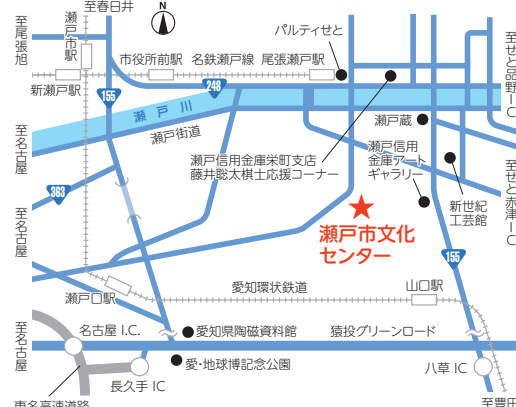 至春日井
N
至尾張旭
瀬戸市駅
パルティせと
市役所前駅
名鉄瀬戸線
尾張瀬戸駅
新瀬戸駅
248
155
瀬戸川
瀬戸街道
瀬戸蔵
至せと品野IC
至名古屋
瀬戸信用金庫栄町支店
藤井聡太棋士応援コーナー
瀬戸信用
金庫アート
ギャラリー
363
新世紀
工芸館
至せと赤津IC
至名古屋
瀬戸市文化
センター
155
愛知環状鉄道
瀬戸口駅
山口駅
名古屋 I.C.
愛知県陶磁資料館
猿投グリーンロード
至名古屋
愛・地球博記念公園
長久手 IC
八草 IC
東名高速道路
至豊田